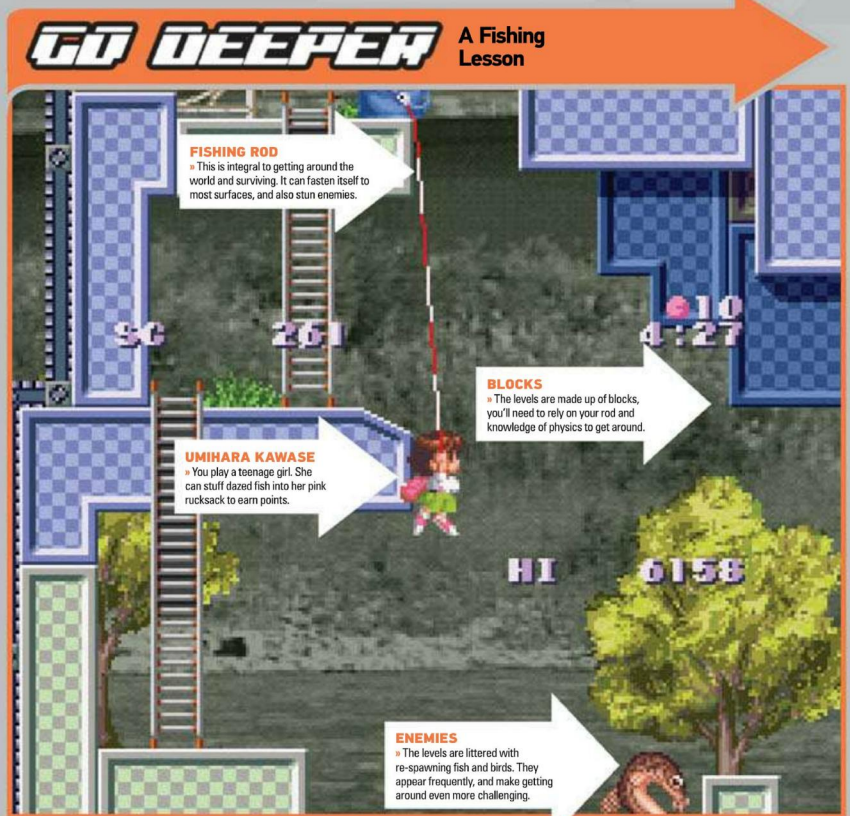 GO DEEPER
A Fishing
Lesson
FISHING ROD
» This is integral to getting around the
world and surviving. It can fasten itself to
most surfaces, and also stun enemies.
SC 261
10
4:27
BLOCKS
» The levels are made up of blocks,
you'll need to rely on your rod and
knowledge of physics to get around.
UMIHARA KAWASE
» You play a teenage girl. She
can stuff dazed fish into her pink
rucksack to earn points.
HI 6158
ENEMIES
» The levels are littered with
re-spawning fish and birds. They
appear frequently, and make getting
around even more challenging.